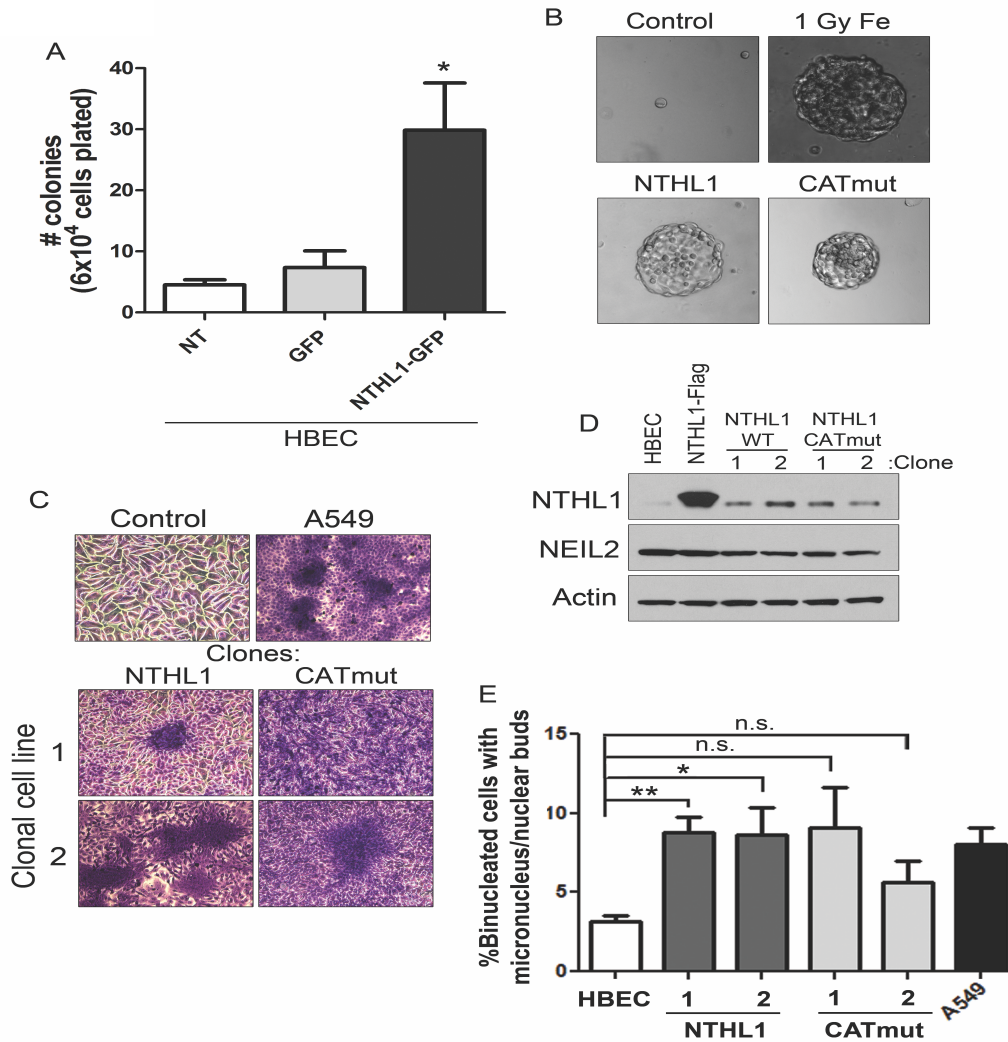 A
# colonies
(6x10⁴ cells plated)
40
30
20
10
0
*
NT
GFP
NTHL1-GFP
HBEC
B
Control
1 Gy Fe
NTHL1
CATmut
C
Control
A549
Clones:
NTHL1
CATmut
Clonal cell line
1
2
D
HBEC
NTHL1-Flag
NTHL1
WT
NTHL1
CATmut
1 2 1 2 :Clone
NTHL1
NEIL2
Actin
E
%Binucleated cells with
micronucleus/nuclear buds
15
10
5
0
n.s.
n.s.
*
**
HBEC 1 2 1 2 A549
NTHL1 CATmut